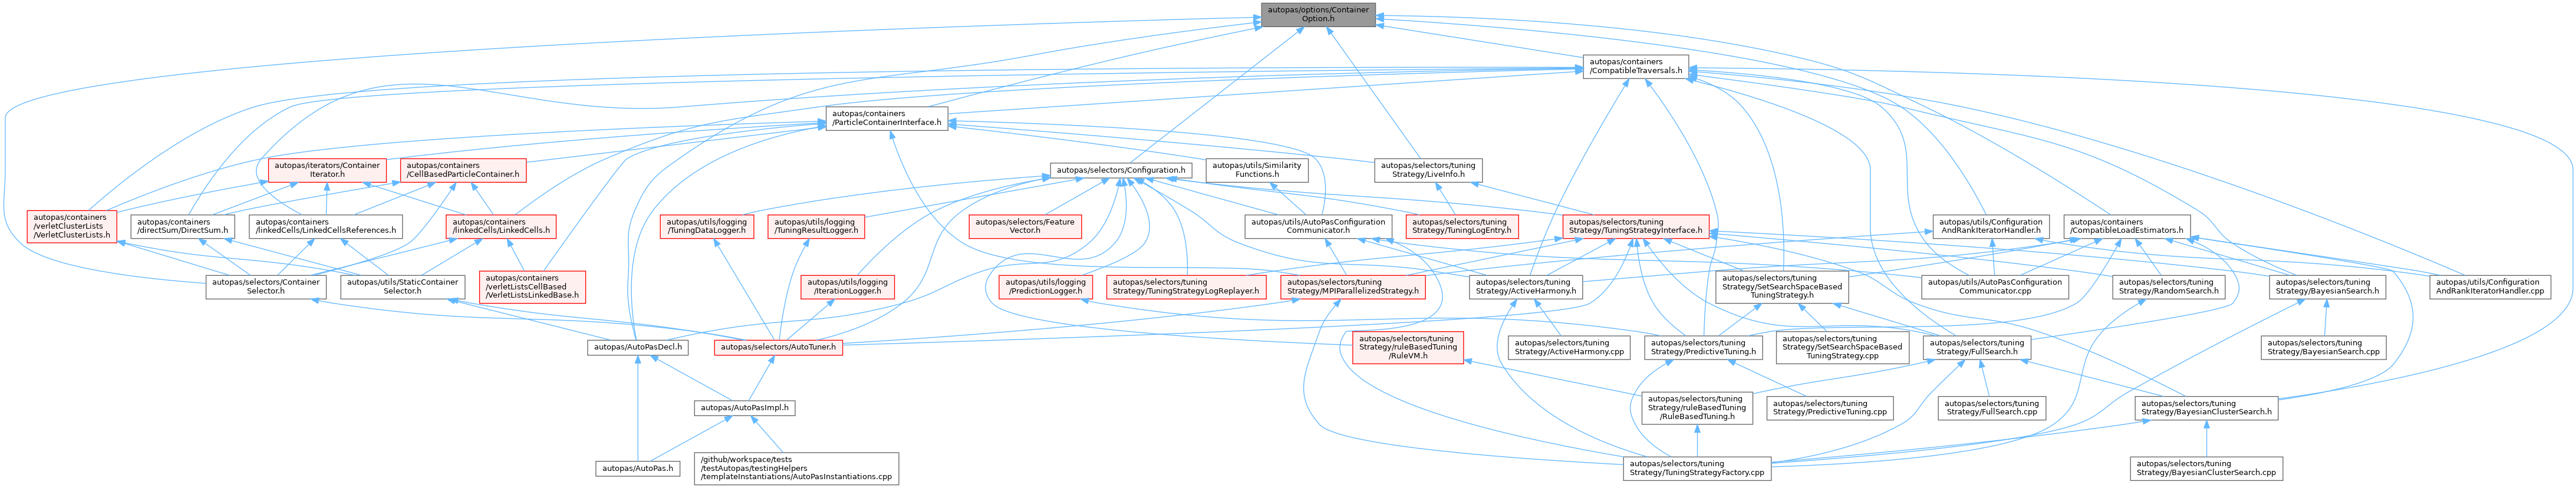 autopas/options/Container
Option.h
autopas/containers
/CompatibleTraversals.h
autopas/containers
/ParticleContainerInterface.h
autopas/iterators/Container
Iterator.h
autopas/containers
/CellBasedParticleContainer.h
autopas/selectors/Configuration.h
autopas/utils/Similarity
Functions.h
autopas/selectors/tuning
Strategy/LiveInfo.h
autopas/containers
/verletClusterLists
/VerletClusterLists.h
autopas/containers
/directSum/DirectSum.h
autopas/containers
/linkedCells/LinkedCellsReferences.h
autopas/containers
/linkedCells/LinkedCells.h
autopas/utils/logging
/TuningDataLogger.h
autopas/utils/logging
/TuningResultLogger.h
autopas/selectors/Feature
Vector.h
autopas/utils/AutoPasConfiguration
Communicator.h
autopas/selectors/tuning
Strategy/TuningLogEntry.h
autopas/selectors/tuning
Strategy/TuningStrategyInterface.h
autopas/utils/Configuration
AndRankIteratorHandler.h
autopas/containers
/CompatibleLoadEstimators.h
autopas/selectors/Container
Selector.h
autopas/utils/StaticContainer
Selector.h
autopas/containers
/verletListsCellBased
/VerletListsLinkedBase.h
autopas/utils/logging
/IterationLogger.h
autopas/utils/logging
/PredictionLogger.h
autopas/selectors/tuning
Strategy/TuningStrategyLogReplayer.h
autopas/selectors/tuning
Strategy/MPIParallelizedStrategy.h
autopas/selectors/tuning
Strategy/ActiveHarmony.h
autopas/selectors/tuning
Strategy/SetSearchSpaceBased
TuningStrategy.h
autopas/utils/AutoPasConfiguration
Communicator.cpp
autopas/selectors/tuning
Strategy/RandomSearch.h
autopas/selectors/tuning
Strategy/BayesianSearch.h
autopas/utils/Configuration
AndRankIteratorHandler.cpp
autopas/AutoPasDecl.h
autopas/selectors/AutoTuner.h
autopas/selectors/tuning
Strategy/ruleBasedTuning
/RuleVM.h
autopas/selectors/tuning
Strategy/ActiveHarmony.cpp
autopas/selectors/tuning
Strategy/PredictiveTuning.h
autopas/selectors/tuning
Strategy/SetSearchSpaceBased
TuningStrategy.cpp
autopas/selectors/tuning
Strategy/FullSearch.h
autopas/selectors/tuning
Strategy/BayesianSearch.cpp
autopas/AutoPasImpl.h
autopas/selectors/tuning
Strategy/ruleBasedTuning
/RuleBasedTuning.h
autopas/selectors/tuning
Strategy/PredictiveTuning.cpp
autopas/selectors/tuning
Strategy/FullSearch.cpp
autopas/selectors/tuning
Strategy/BayesianClusterSearch.h
autopas/AutoPas.h
/github/workspace/tests
/testAutopas/testingHelpers
/templateInstantiations/AutoPasInstantiations.cpp
autopas/selectors/tuning
Strategy/TuningStrategyFactory.cpp
autopas/selectors/tuning
Strategy/BayesianClusterSearch.cpp